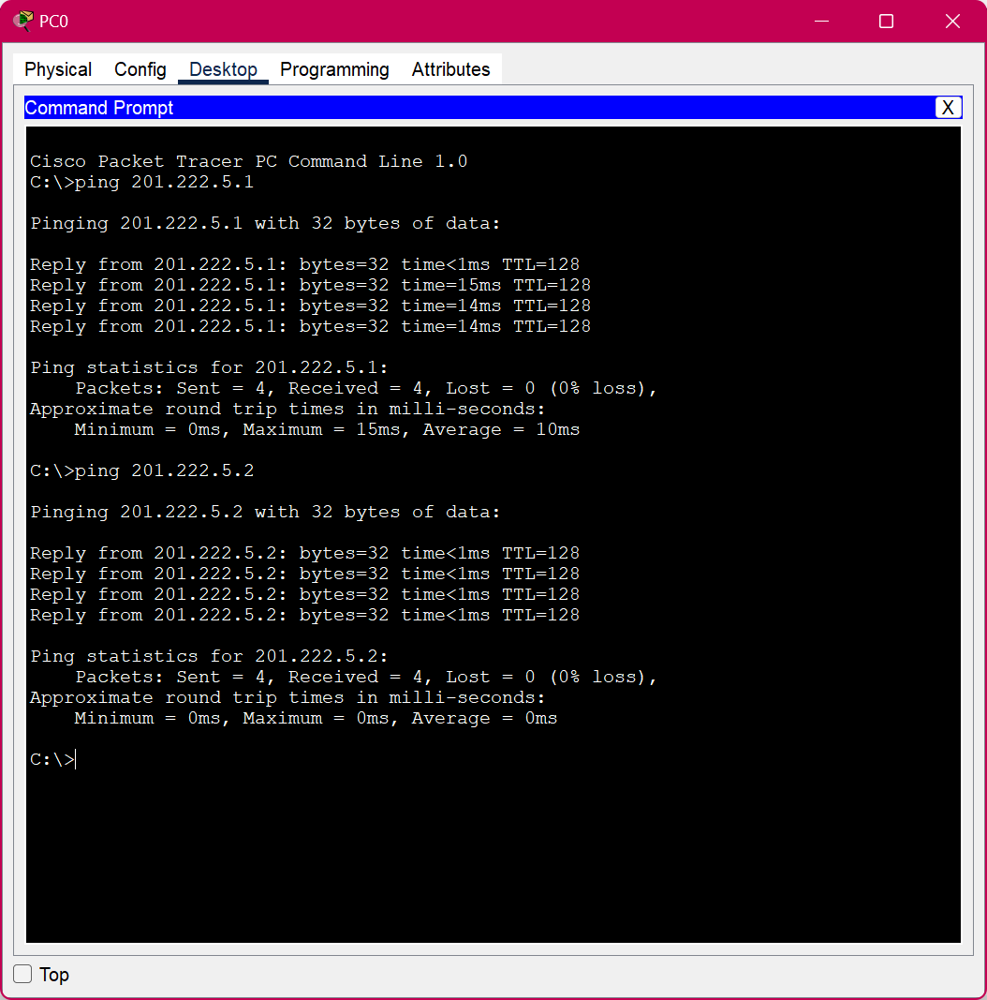 PC0
Physical Config Desktop Programming Attributes
Command Prompt X
Cisco Packet Tracer PC Command Line 1.0
C:\>ping 201.222.5.1
Pinging 201.222.5.1 with 32 bytes of data:
Reply from 201.222.5.1: bytes=32 time<1ms TTL=128
Reply from 201.222.5.1: bytes=32 time=15ms TTL=128
Reply from 201.222.5.1: bytes=32 time=14ms TTL=128
Reply from 201.222.5.1: bytes=32 time=14ms TTL=128
Ping statistics for 201.222.5.1:
    Packets: Sent = 4, Received = 4, Lost = 0 (0% loss),
Approximate round trip times in milli-seconds:
    Minimum = 0ms, Maximum = 15ms, Average = 10ms
C:\>ping 201.222.5.2
Pinging 201.222.5.2 with 32 bytes of data:
Reply from 201.222.5.2: bytes=32 time<1ms TTL=128
Reply from 201.222.5.2: bytes=32 time<1ms TTL=128
Reply from 201.222.5.2: bytes=32 time<1ms TTL=128
Reply from 201.222.5.2: bytes=32 time<1ms TTL=128
Ping statistics for 201.222.5.2:
    Packets: Sent = 4, Received = 4, Lost = 0 (0% loss),
Approximate round trip times in milli-seconds:
    Minimum = 0ms, Maximum = 0ms, Average = 0ms
C:\>
Top